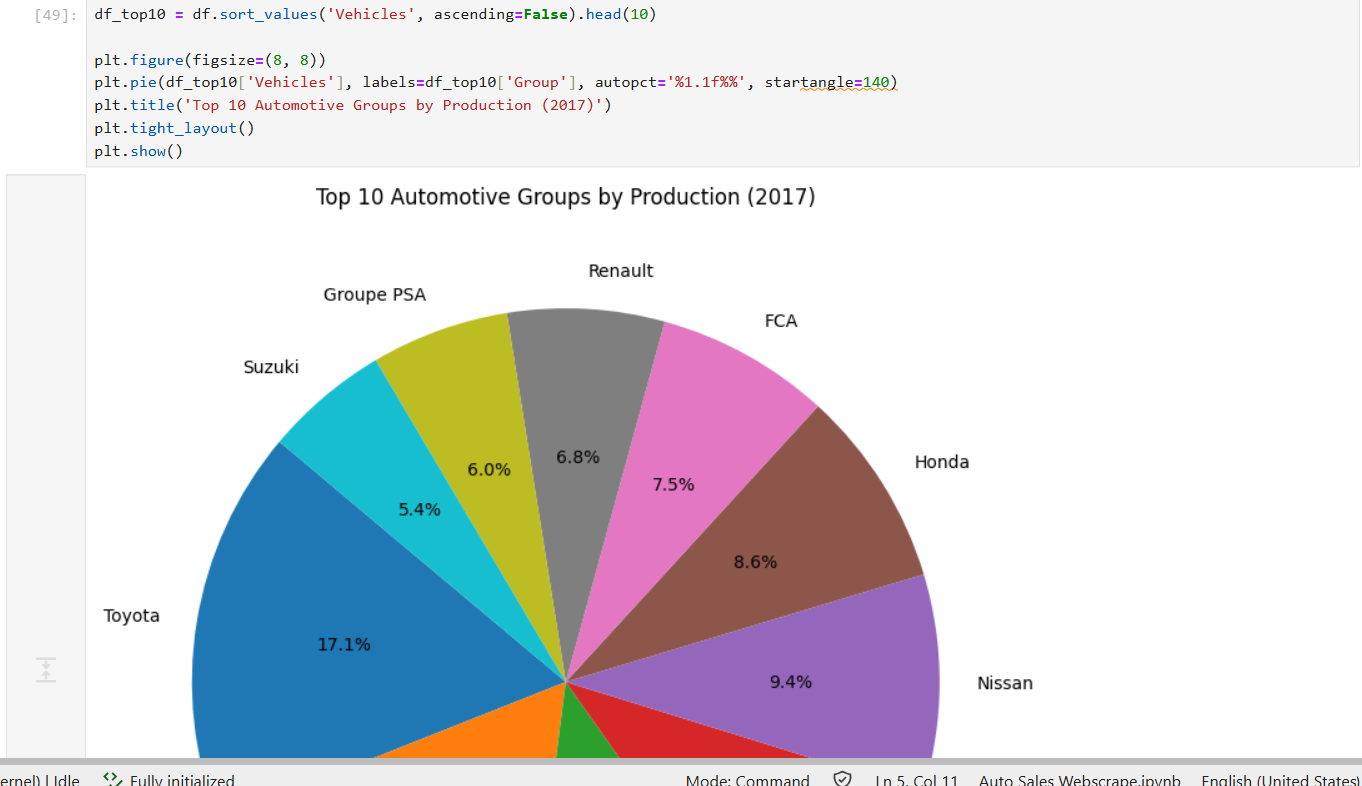 [49]:
df_top10 = df.sort_values('Vehicles', ascending=False).head(10)
plt.figure(figsize=(8, 8))
plt.pie(df_top10['Vehicles'], labels=df_top10['Group'], autopct='%1.1f%%', startangle=140)
plt.title('Top 10 Automotive Groups by Production (2017)')
plt.tight_layout()
plt.show()
Top 10 Automotive Groups by Production (2017)
Renault
Groupe PSA
FCA
Suzuki
Honda
6.8%
6.0%
7.5%
5.4%
8.6%
Toyota
17.1%
9.4%
Nissan
ernel) | Idle
Fully initialized
Mode: Command
Ln 5, Col 11
Auto Sales Webscrape.ipynb
English (United States)